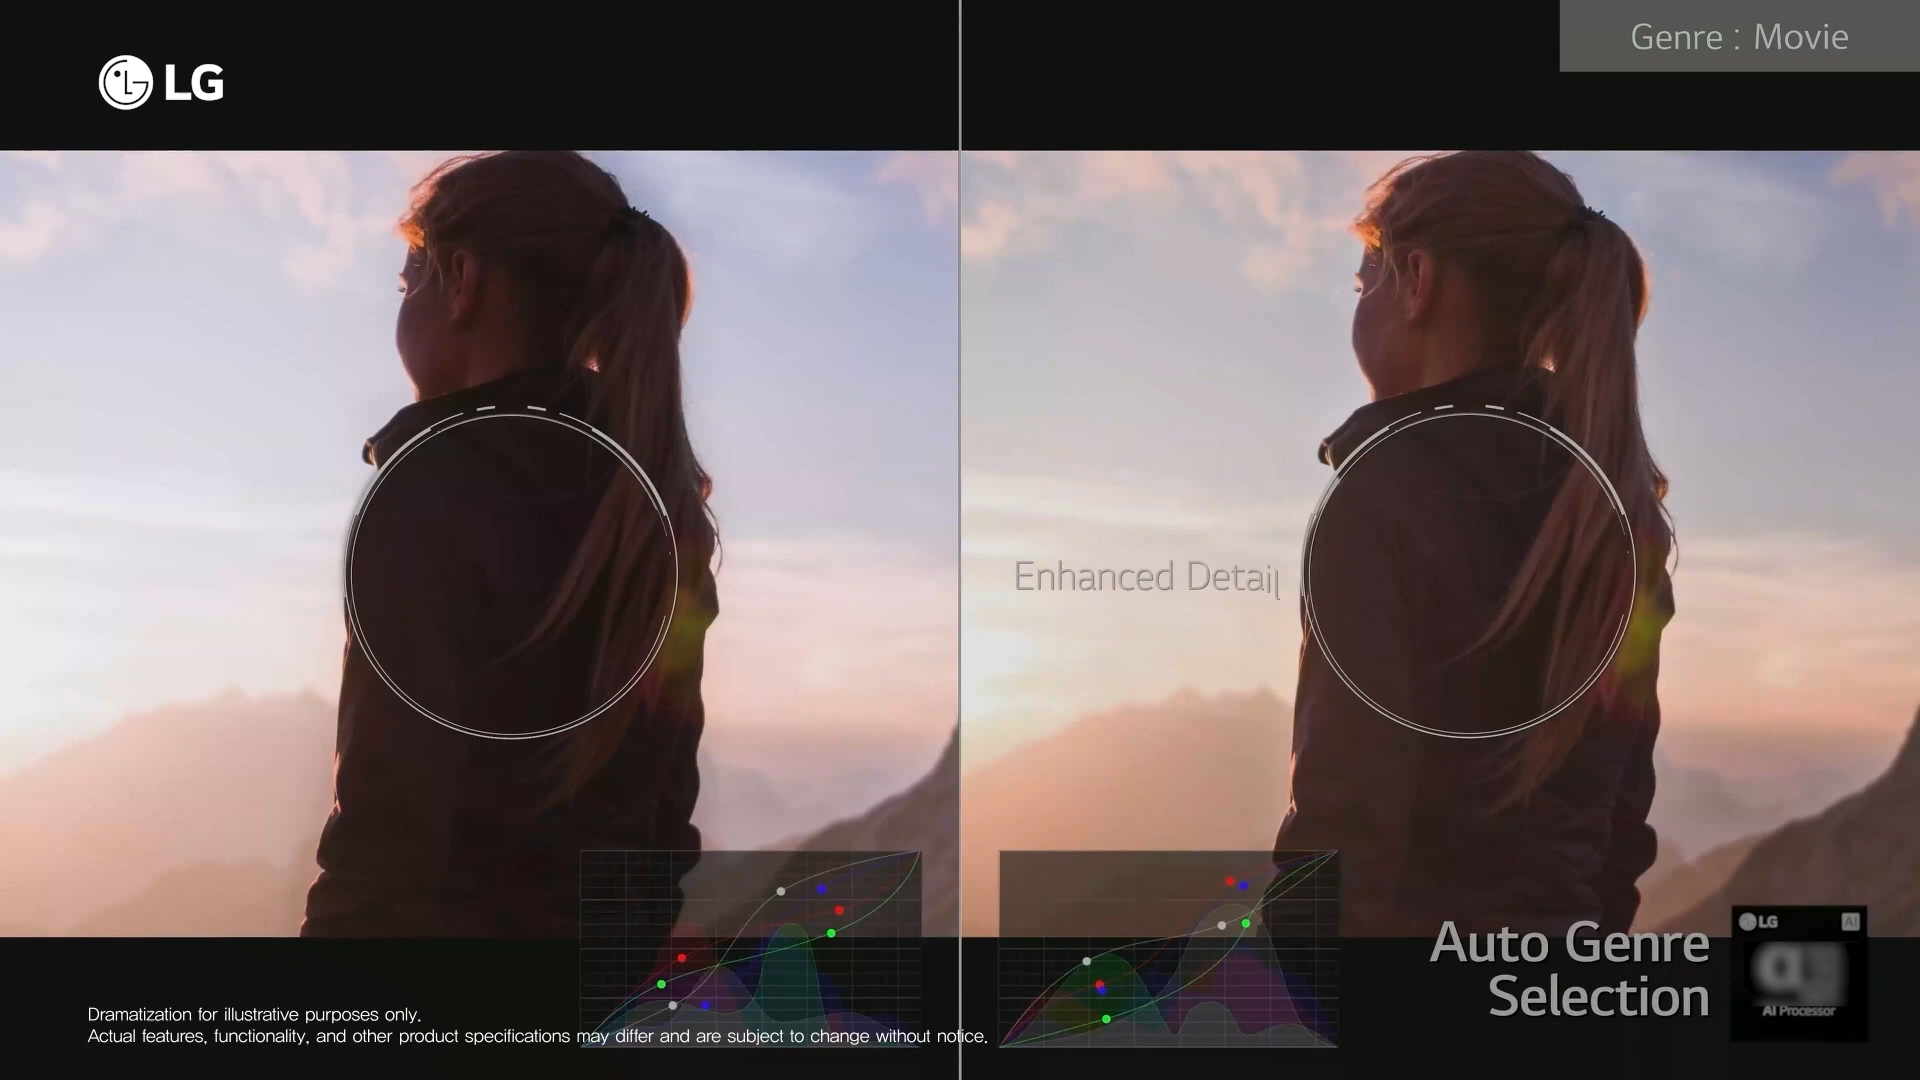 LG
Genre : Movie
Enhanced Detail
Auto Genre
Selection
LG AI
AI Processor
Dramatization for illustrative purposes only.
Actual features, functionality, and other product specifications may differ and are subject to change without notice.